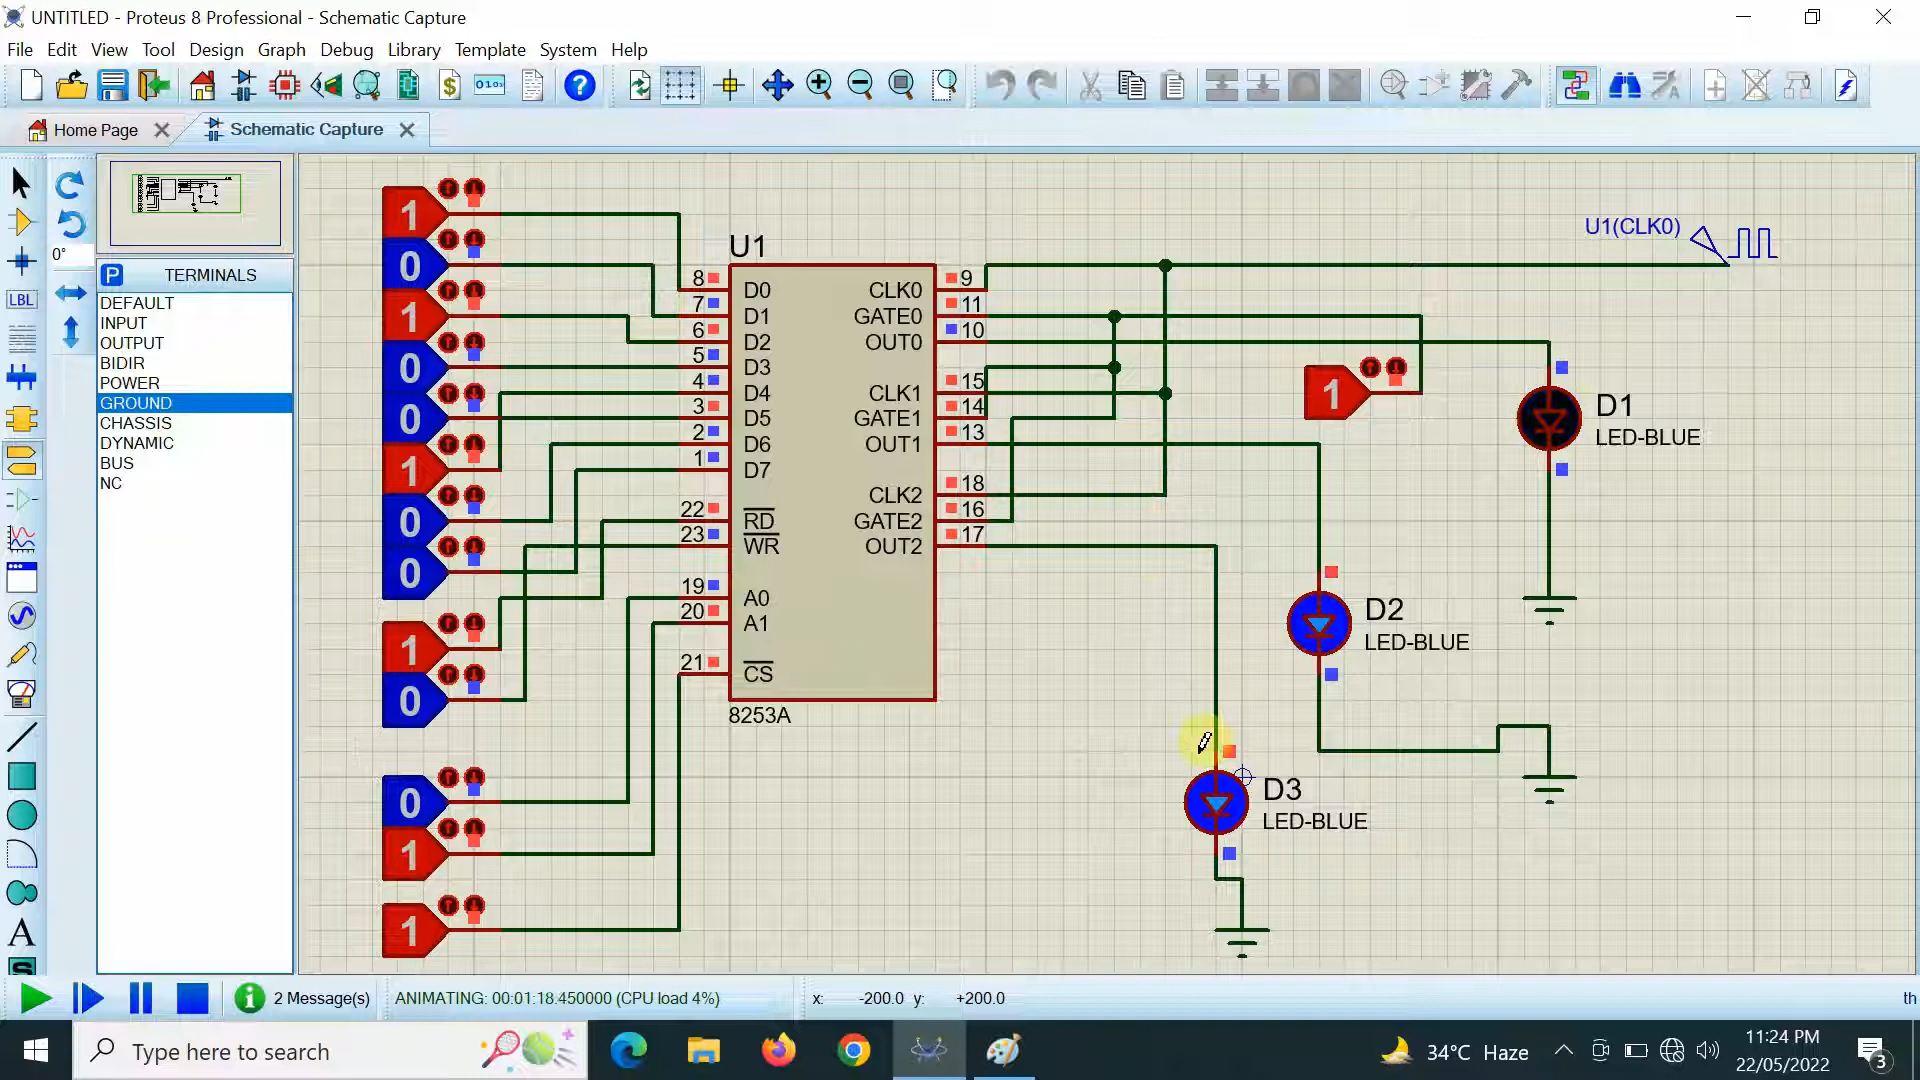 UNTITLED - Proteus 8 Professional - Schematic Capture
File Edit View Tool Design Graph Debug Library Template System Help
Home Page
Schematic Capture
0°
LBL
P TERMINALS
DEFAULT
INPUT
OUTPUT
BIDIR
POWER
GROUND
CHASSIS
DYNAMIC
BUS
NC
A
S
1
0
1
0
0
1
0
0
1
0
0
1
1
U1
8 D0
7 D1
6 D2
5 D3
4 D4
3 D5
2 D6
1 D7
22 RD
23 WR
19 A0
20 A1
21 CS
CLK0 9
GATE0 11
OUT0 10
CLK1 15
GATE1 14
OUT1 13
CLK2 18
GATE2 16
OUT2 17
8253A
U1(CLK0)
1
D1
LED-BLUE
D2
LED-BLUE
D3
LED-BLUE
2 Message(s)
ANIMATING: 00:01:18.450000 (CPU load 4%)
x: -200.0 y: +200.0
th
Type here to search
34°C Haze
11:24 PM
22/05/2022
3